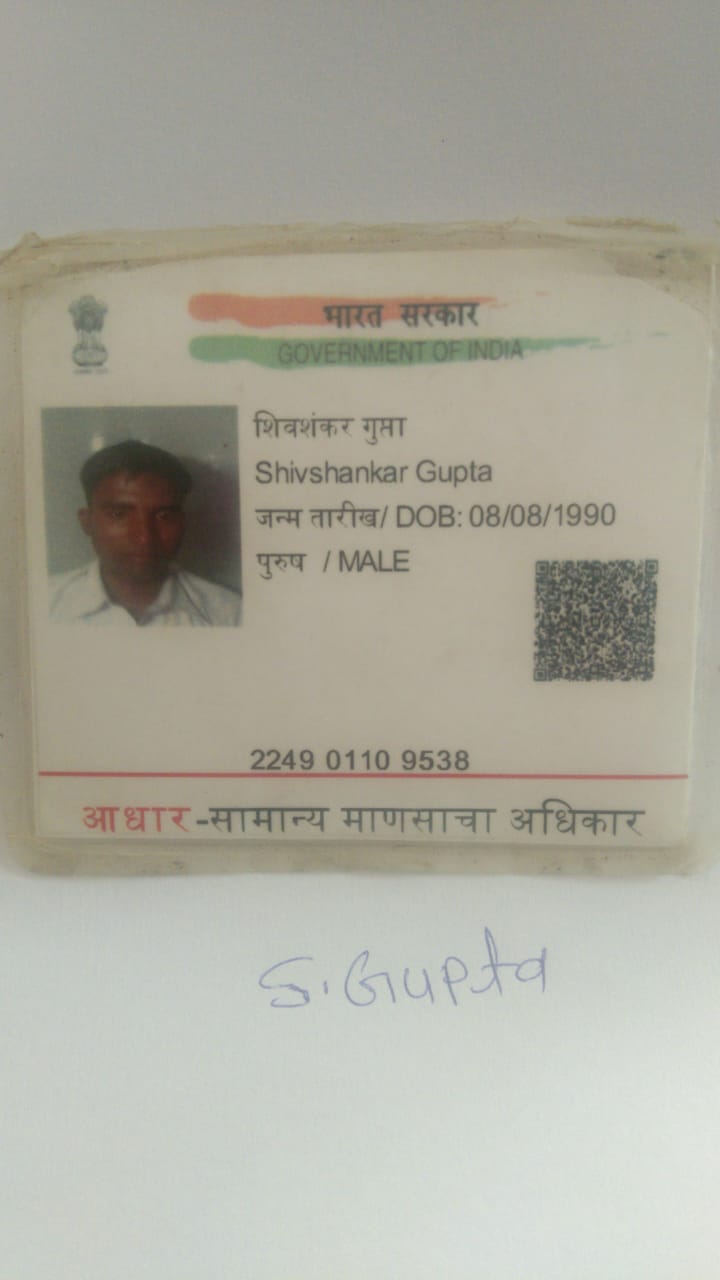 भारत सरकार
GOVERNMENT OF INDIA
शिवशंकर गुप्ता
Shivshankar Gupta
जन्म तारीख/ DOB: 08/08/1990
पुरुष / MALE
2249 0110 9538
आधार-सामान्य माणसाचा अधिकार
S. Gupta